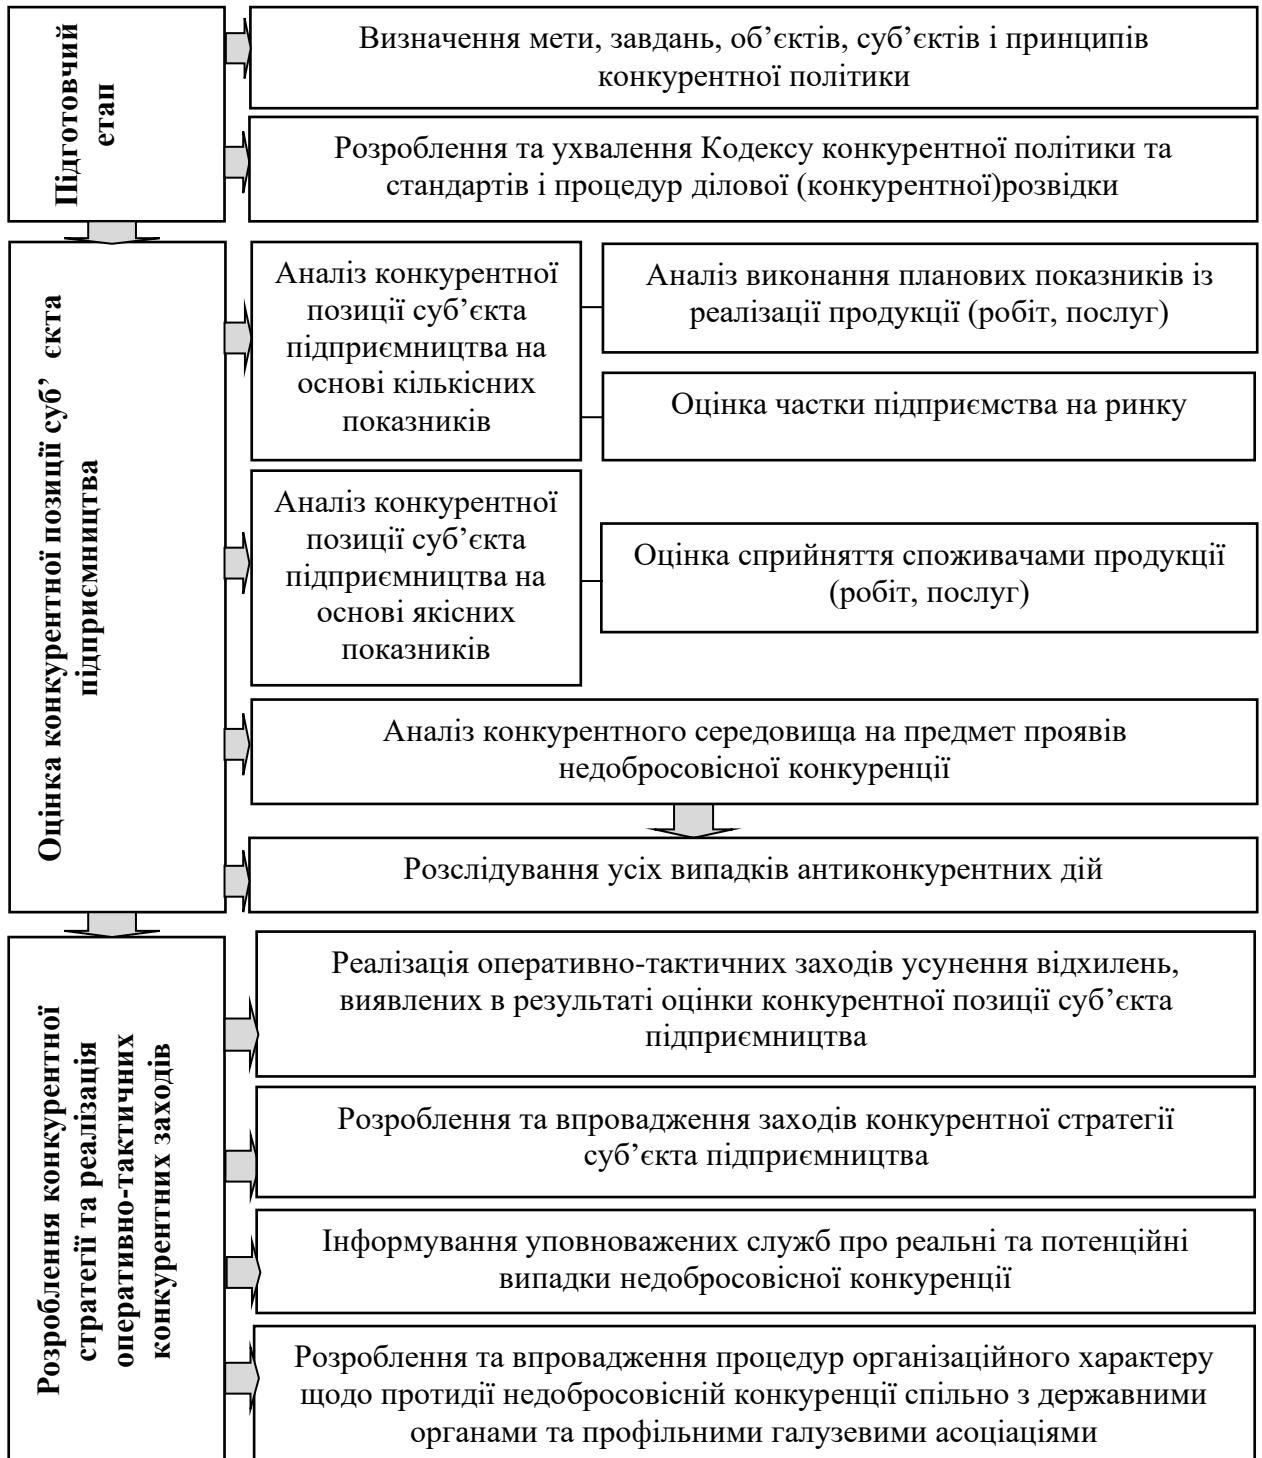 Підготовчий
етап
Визначення мети, завдань, об’єктів, суб’єктів і принципів
конкурентної політики
Розроблення та ухвалення Кодексу конкурентної політики та
стандартів і процедур ділової (конкурентної)розвідки
Оцінка конкурентної позиції суб’ єкта
підприємництва
Аналіз конкурентної
позиції суб’єкта
підприємництва на
основі кількісних
показників
Аналіз виконання планових показників із
реалізації продукції (робіт, послуг)
Оцінка частки підприємства на ринку
Аналіз конкурентної
позиції суб’єкта
підприємництва на
основі якісних
показників
Оцінка сприйняття споживачами продукції
(робіт, послуг)
Аналіз конкурентного середовища на предмет проявів
недобросовісної конкуренції
Розслідування усіх випадків антиконкурентних дій
Розроблення конкурентної
стратегії та реалізація
оперативно-тактичних
конкурентних заходів
Реалізація оперативно-тактичних заходів усунення відхилень,
виявлених в результаті оцінки конкурентної позиції суб’єкта
підприємництва
Розроблення та впровадження заходів конкурентної стратегії
суб’єкта підприємництва
Інформування уповноважених служб про реальні та потенційні
випадки недобросовісної конкуренції
Розроблення та впровадження процедур організаційного характеру
щодо протидії недобросовісній конкуренції спільно з державними
органами та профільними галузевими асоціаціями